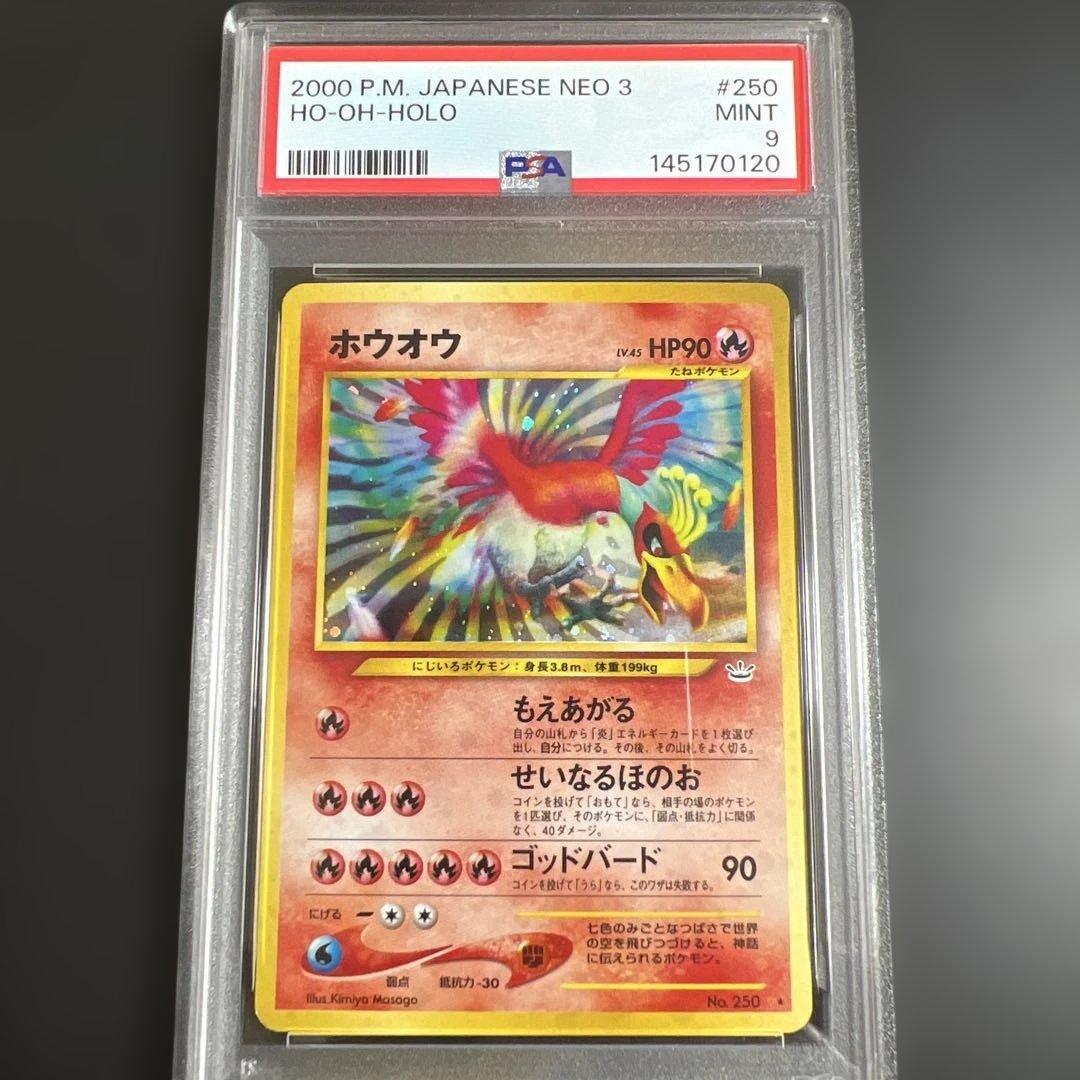 2000 P.M. JAPANESE NEO 3 #250
HO-OH-HOLO MINT
9
PSA 145170120
ホウオウ LV.45 HP90
たねポケモン
にじいろポケモン:身長3.8m、体重199kg
もえあがる
自分の山札から「炎」エネルギーカードを1枚選び
出し、自分につける。その後、その山札をよく切る。
せいなるほのお
コインを投げて「おもて」なら、相手の場のポケモン
を1匹選び、そのポケモンに、「弱点・抵抗力」に関係
なく、40ダメージ。
ゴッドバード 90
コインを投げて「うら」なら、このワザは失敗する。
にげる
七色のみごとなつばさで世界
の空を飛びつづけると、神話
に伝えられるポケモン。
弱点 抵抗力-30
Illus. Kimiya Masago No. 250 ★